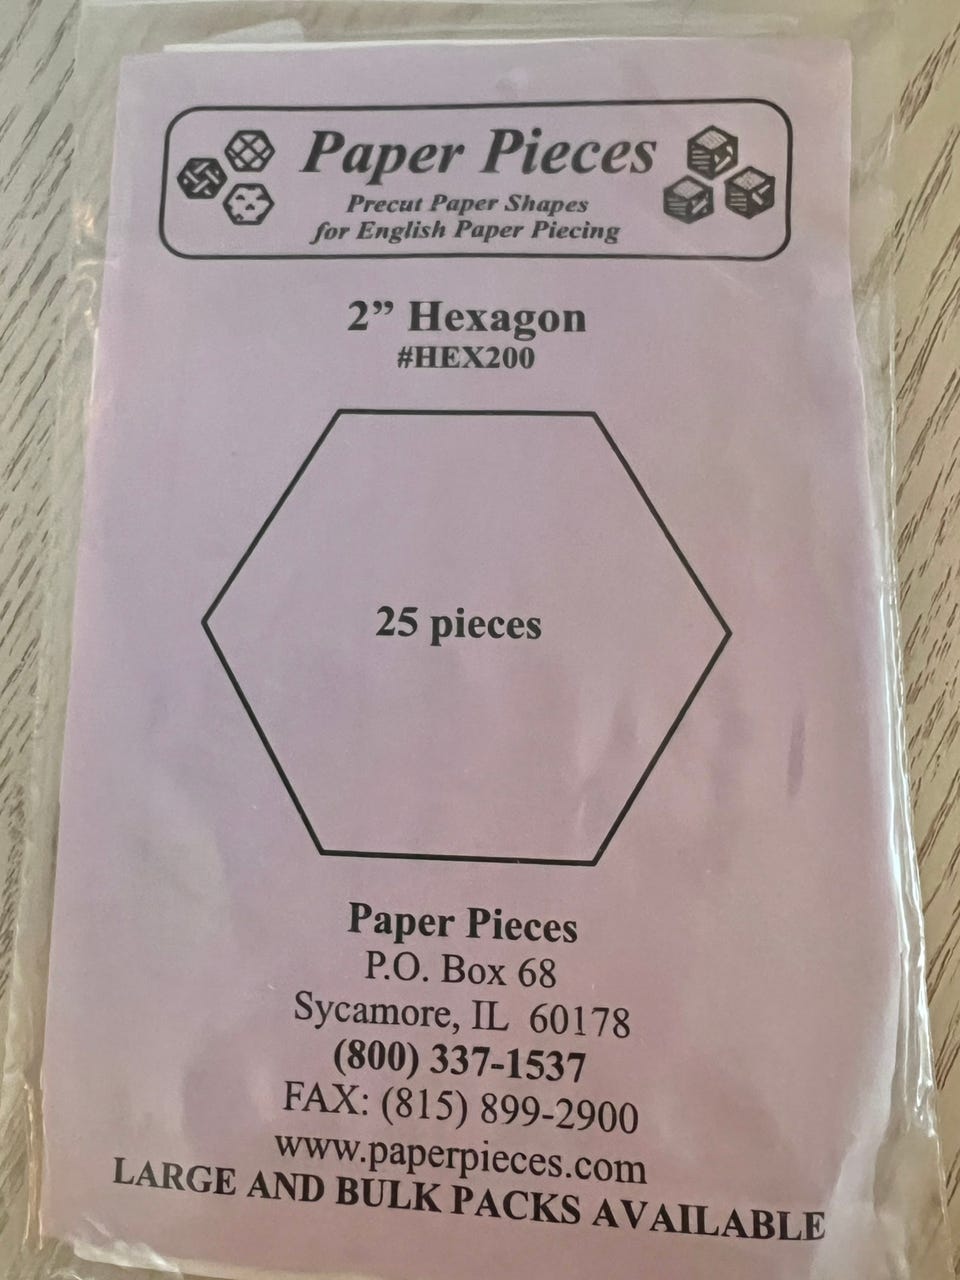 Paper Pieces
Precut Paper Shapes
for English Paper Piecing
2” Hexagon
#HEX200
25 pieces
Paper Pieces
P.O. Box 68
Sycamore, IL 60178
(800) 337-1537
FAX: (815) 899-2900
www.paperpieces.com
LARGE AND BULK PACKS AVAILABLE